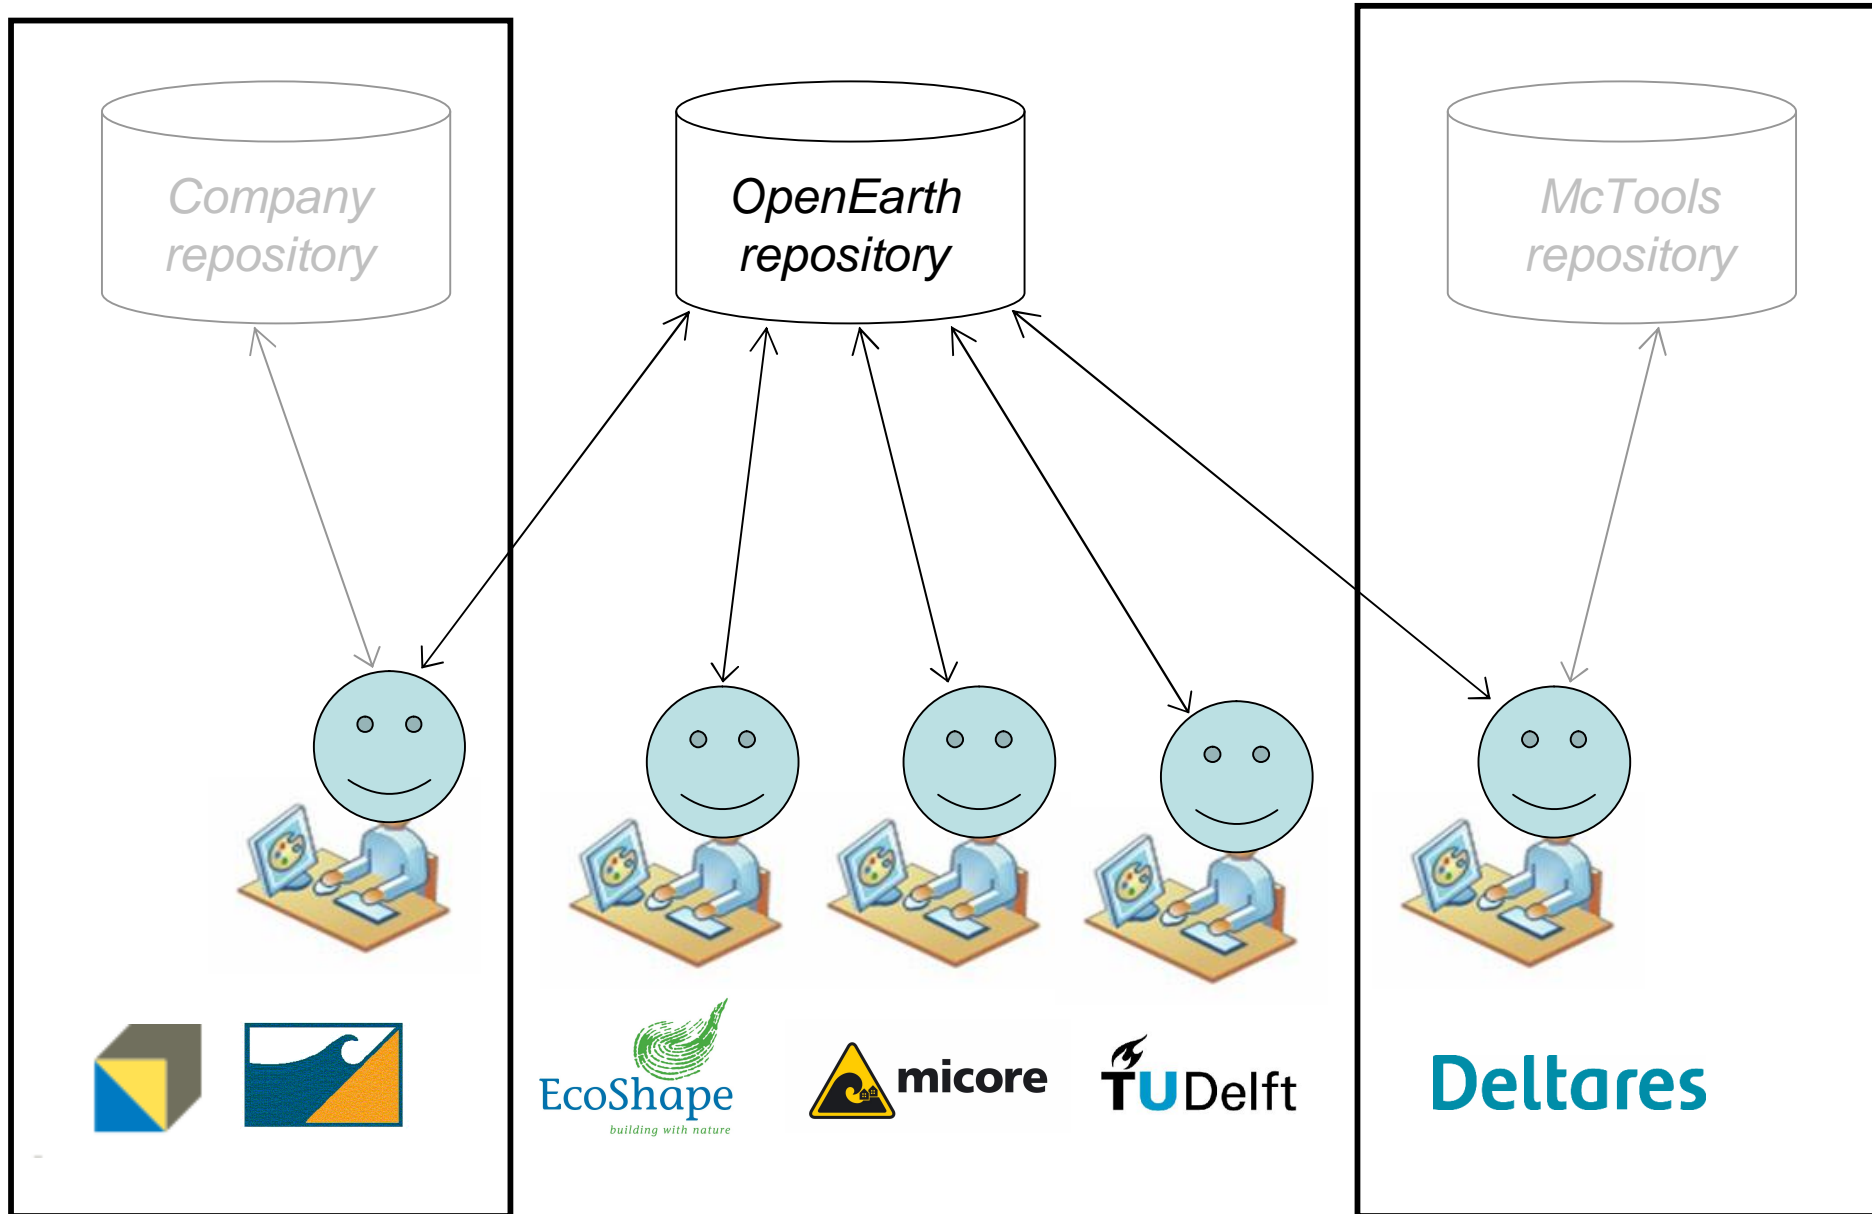 Company
repository
OpenEarth
repository
McTools
repository
EcoShape
building with nature
micore
TUDelft
Deltares